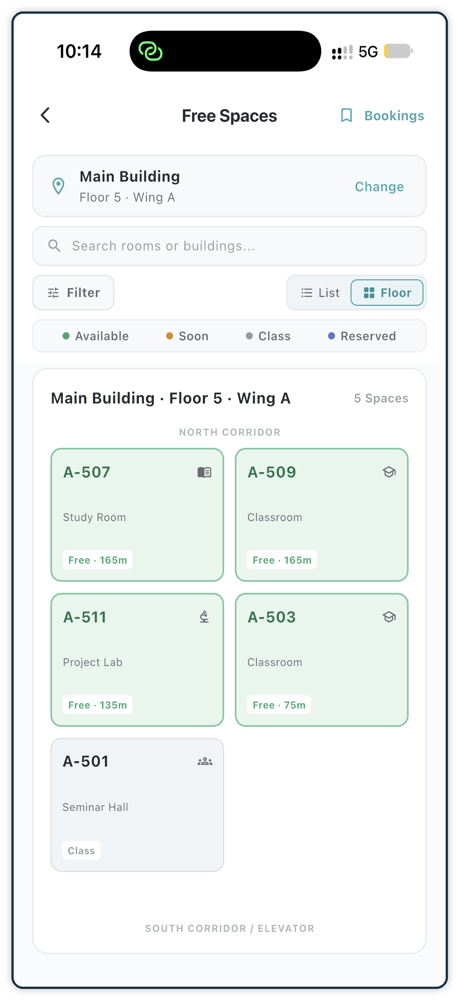 10:14
5G
Free Spaces
Bookings
Main Building
Floor 5 · Wing A
Change
Search rooms or buildings...
Filter
List
Floor
Available
Soon
Class
Reserved
Main Building · Floor 5 · Wing A
5 Spaces
NORTH CORRIDOR
A-507
Study Room
Free · 165m
A-509
Classroom
Free · 165m
A-511
Project Lab
Free · 135m
A-503
Classroom
Free · 75m
A-501
Seminar Hall
Class
SOUTH CORRIDOR / ELEVATOR